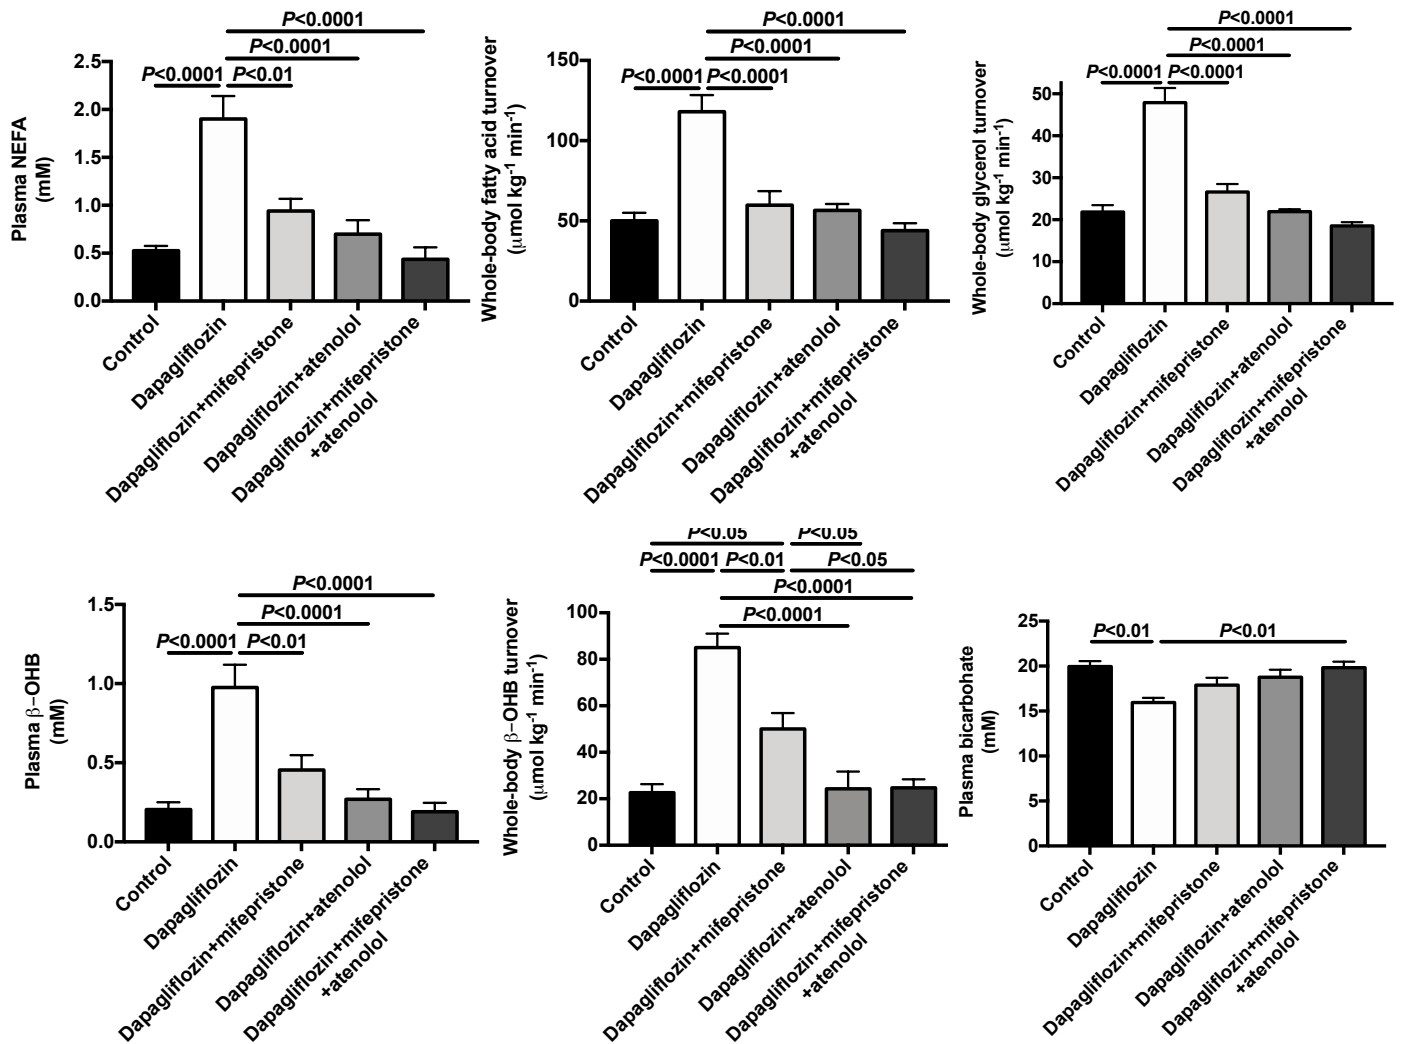 P<0.0001
P<0.0001
P<0.0001 P<0.01
Plasma NEFA
(mM)
2.5
2.0
1.5
1.0
0.5
0.0
Control
Dapagliflozin
Dapagliflozin+mifepristone
Dapagliflozin+atenolol
Dapagliflozin+mifepristone
+atenolol
P<0.0001
P<0.0001
P<0.0001 P<0.0001
Whole-body fatty acid turnover
(μmol kg-1 min-1)
150
100
50
0
Control
Dapagliflozin
Dapagliflozin+mifepristone
Dapagliflozin+atenolol
Dapagliflozin+mifepristone
+atenolol
P<0.0001
P<0.0001
P<0.0001 P<0.0001
Whole-body glycerol turnover
(μmol kg-1 min-1)
50
40
30
20
10
0
Control
Dapagliflozin
Dapagliflozin+mifepristone
Dapagliflozin+atenolol
Dapagliflozin+mifepristone
+atenolol
P<0.0001
P<0.0001
P<0.0001 P<0.01
Plasma β−OHB
(mM)
1.5
1.0
0.5
0.0
Control
Dapagliflozin
Dapagliflozin+mifepristone
Dapagliflozin+atenolol
Dapagliflozin+mifepristone
+atenolol
P<0.05 P<0.05
P<0.0001 P<0.01 P<0.05
P<0.0001
P<0.0001
Whole-body β−OHB turnover
(μmol kg-1 min-1)
100
80
60
40
20
0
Control
Dapagliflozin
Dapagliflozin+mifepristone
Dapagliflozin+atenolol
Dapagliflozin+mifepristone
+atenolol
P<0.01 P<0.01
Plasma bicarbohate
(mM)
25
20
15
10
5
0
Control
Dapagliflozin
Dapagliflozin+mifepristone
Dapagliflozin+atenolol
Dapagliflozin+mifepristone
+atenolol